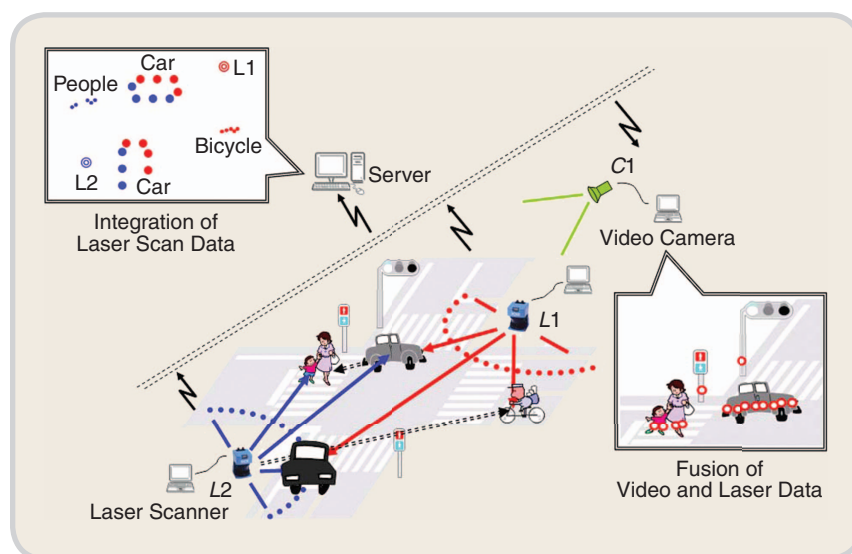 Car
L1
People
Bicycle
L2
Car
Integration of
Laser Scan Data
Server
C1
Video Camera
L1
L2
Laser Scanner
Fusion of
Video and Laser Data